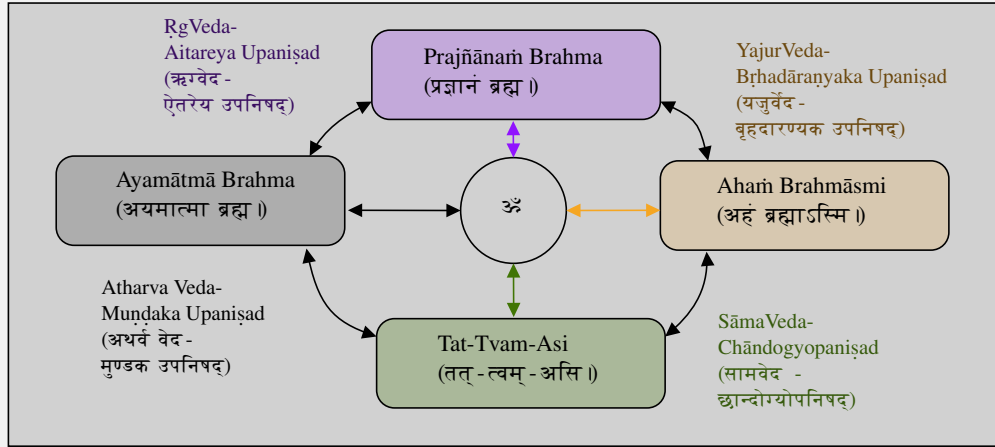 ṚgVeda-
Aitareya Upaniṣad
(ऋग्वेद -
ऐतरेय उपनिषद्)
Prajñānaṁ Brahma
(प्रज्ञानं ब्रह्म।)
YajurVeda-
Bṛhadāraṇyaka Upaniṣad
(यजुर्वेद -
बृहदारण्यक उपनिषद्)
Ayamātmā Brahma
(अयमात्मा ब्रह्म।)
ॐ
Ahaṁ Brahmāsmi
(अहं ब्रह्माऽस्मि।)
Atharva Veda-
Muṇḍaka Upaniṣad
(अथर्व वेद -
मुण्डक उपनिषद्)
Tat-Tvam-Asi
(तत् - त्वम् - असि।)
SāmaVeda-
Chāndogyopaniṣad
(सामवेद -
छान्दोग्योपनिषद्)